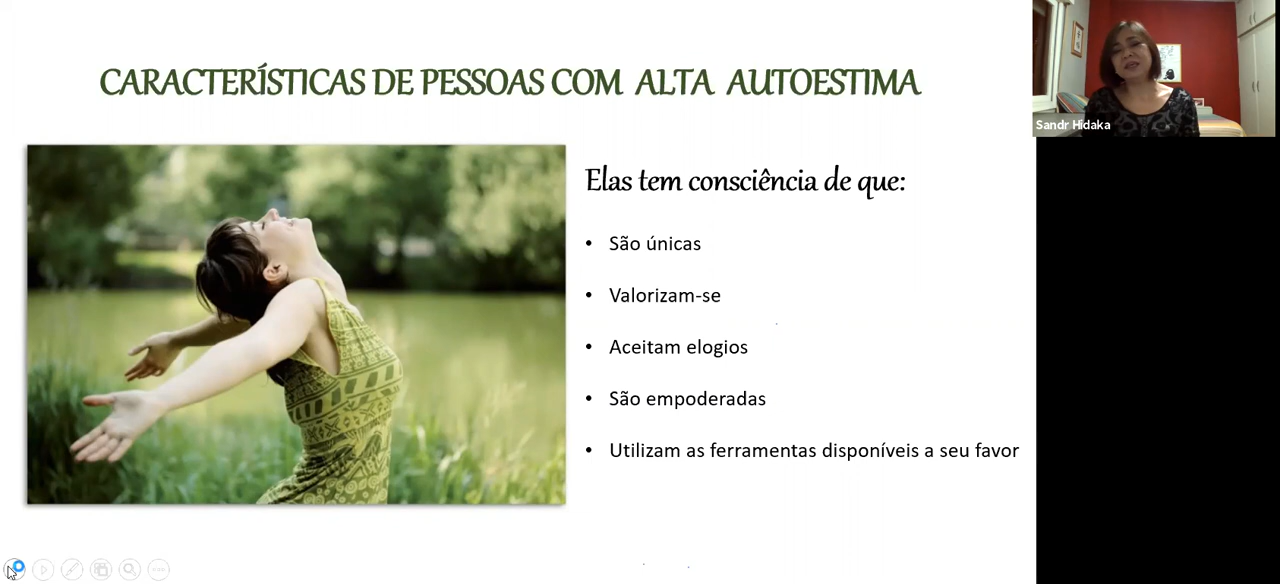 CARACTERÍSTICAS DE PESSOAS COM ALTA AUTOESTIMA
Sandr Hidaka
Elas tem consciência de que:
• São únicas
• Valorizam-se
• Aceitam elogios
• São empoderadas
• Utilizam as ferramentas disponíveis a seu favor